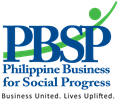 PBSP
Philippine Business
for Social Progress
Business United. Lives Uplifted.